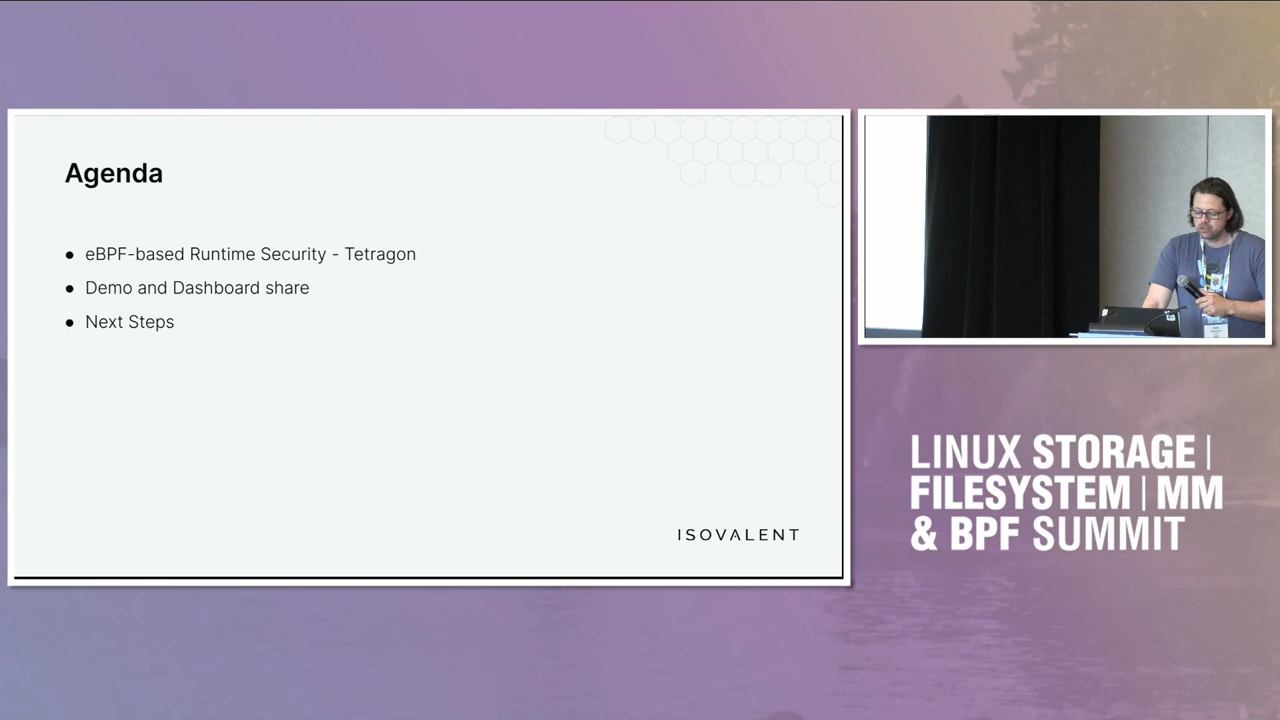 Agenda
● eBPF-based Runtime Security - Tetragon
● Demo and Dashboard share
● Next Steps
ISOVALENT
LINUX STORAGE |
FILESYSTEM | MM
& BPF SUMMIT